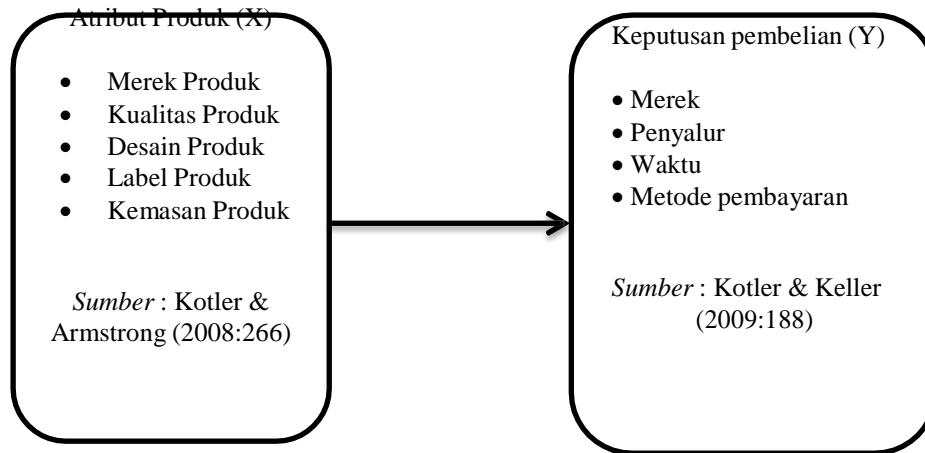 Atribut Produk (X)
• Merek Produk
• Kualitas Produk
• Desain Produk
• Label Produk
• Kemasan Produk
Sumber : Kotler &
Armstrong (2008:266)
Keputusan pembelian (Y)
• Merek
• Penyalur
• Waktu
• Metode pembayaran
Sumber : Kotler & Keller
(2009:188)